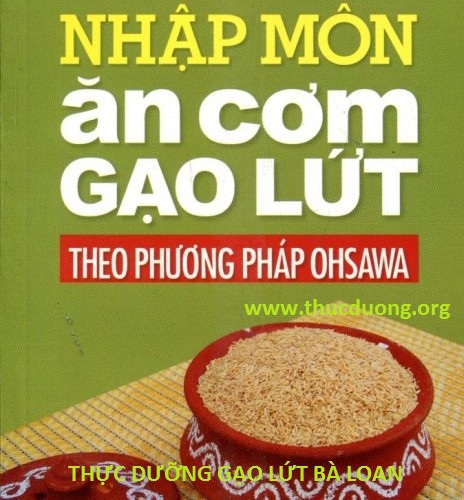 NHẬP MÔN
ăn cơm
GẠO LỨT
THEO PHƯƠNG PHÁP OHSAWA
www.thucduong.org
THỰC DƯỠNG GẠO LỨT BÀ LOAN